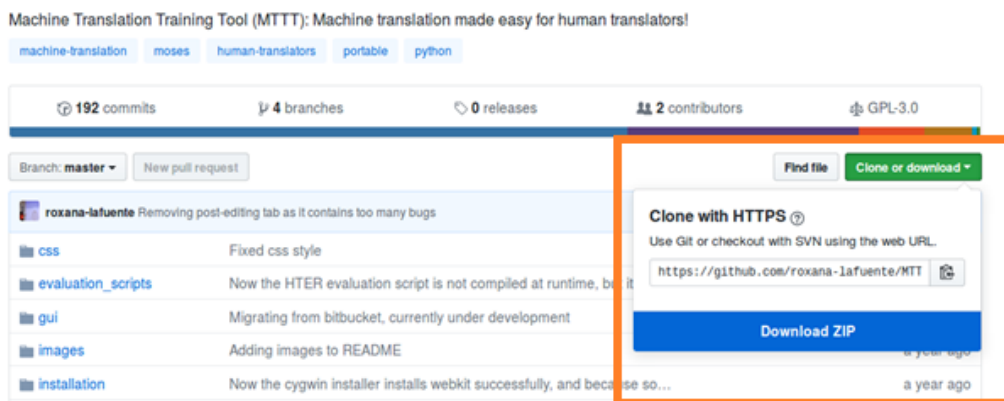 Machine Translation Training Tool (MTTT): Machine translation made easy for human translators!
machine-translation moses human-translators portable python
192 commits 4 branches 0 releases 2 contributors GPL-3.0
Branch: master New pull request Find file Clone or download
roxana-lafuente Removing post-editing tab as it contains too many bugs
Clone with HTTPS ?
Use Git or checkout with SVN using the web URL.
https://github.com/roxana-lafuente/MTT
Download ZIP
css Fixed css style
evaluation_scripts Now the HTER evaluation script is not compiled at runtime, but it
gui Migrating from bitbucket, currently under development
images Adding images to README a year ago
installation Now the cygwin installer installs webkit successfully, and because so... a year ago